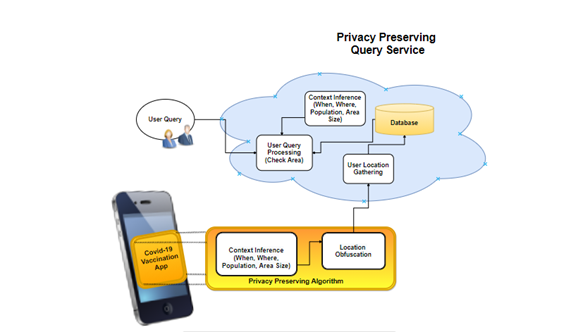 Privacy Preserving
Query Service
Context Inference
(When, Where,
Population, Area
Size)
Database
User Query
User Query
Processing
(Check Area)
User Location
Gathering
Covid-19
Vaccination
App
Context Inference
(When, Where,
Population, Area Size)
Location
Obfuscation
Privacy Preserving Algorithm